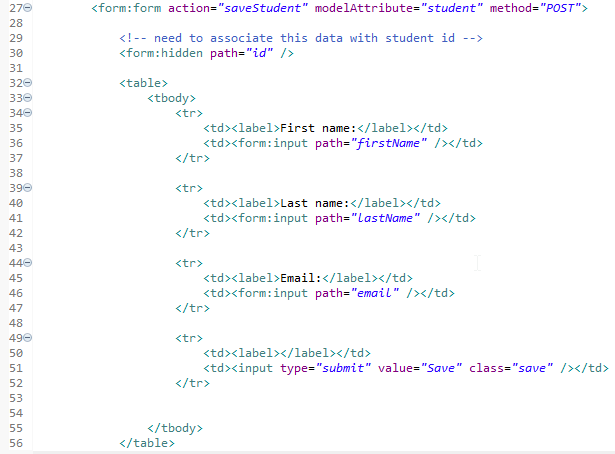 27 <form:form action="saveStudent" modelAttribute="student" method="POST">
28
29 <!-- need to associate this data with student id -->
30 <form:hidden path="id" />
31
32 <table>
33 <tbody>
34 <tr>
35 <td><label>First name:</label></td>
36 <td><form:input path="firstName" /></td>
37 </tr>
38
39 <tr>
40 <td><label>Last name:</label></td>
41 <td><form:input path="lastName" /></td>
42 </tr>
43
44 <tr>
45 <td><label>Email:</label></td>
46 <td><form:input path="email" /></td>
47 </tr>
48
49 <tr>
50 <td><label></label></td>
51 <td><input type="submit" value="Save" class="save" /></td>
52 </tr>
53
54
55 </tbody>
56 </table>